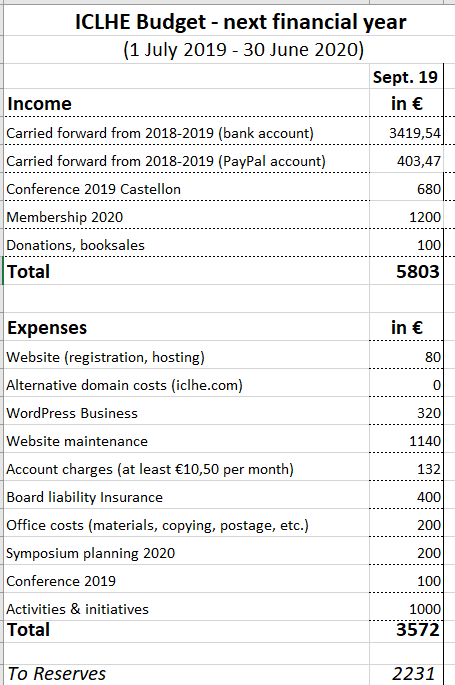 ICLHE Budget - next financial year
(1 July 2019 - 30 June 2020)
Sept. 19
Income in €
Carried forward from 2018-2019 (bank account) 3419,54
Carried forward from 2018-2019 (PayPal account) 403,47
Conference 2019 Castellon 680
Membership 2020 1200
Donations, booksales 100
Total 5803
Expenses in €
Website (registration, hosting) 80
Alternative domain costs (iclhe.com) 0
WordPress Business 320
Website maintenance 1140
Account charges (at least €10,50 per month) 132
Board liability Insurance 400
Office costs (materials, copying, postage, etc.) 200
Symposium planning 2020 200
Conference 2019 100
Activities & initiatives 1000
Total 3572
To Reserves 2231